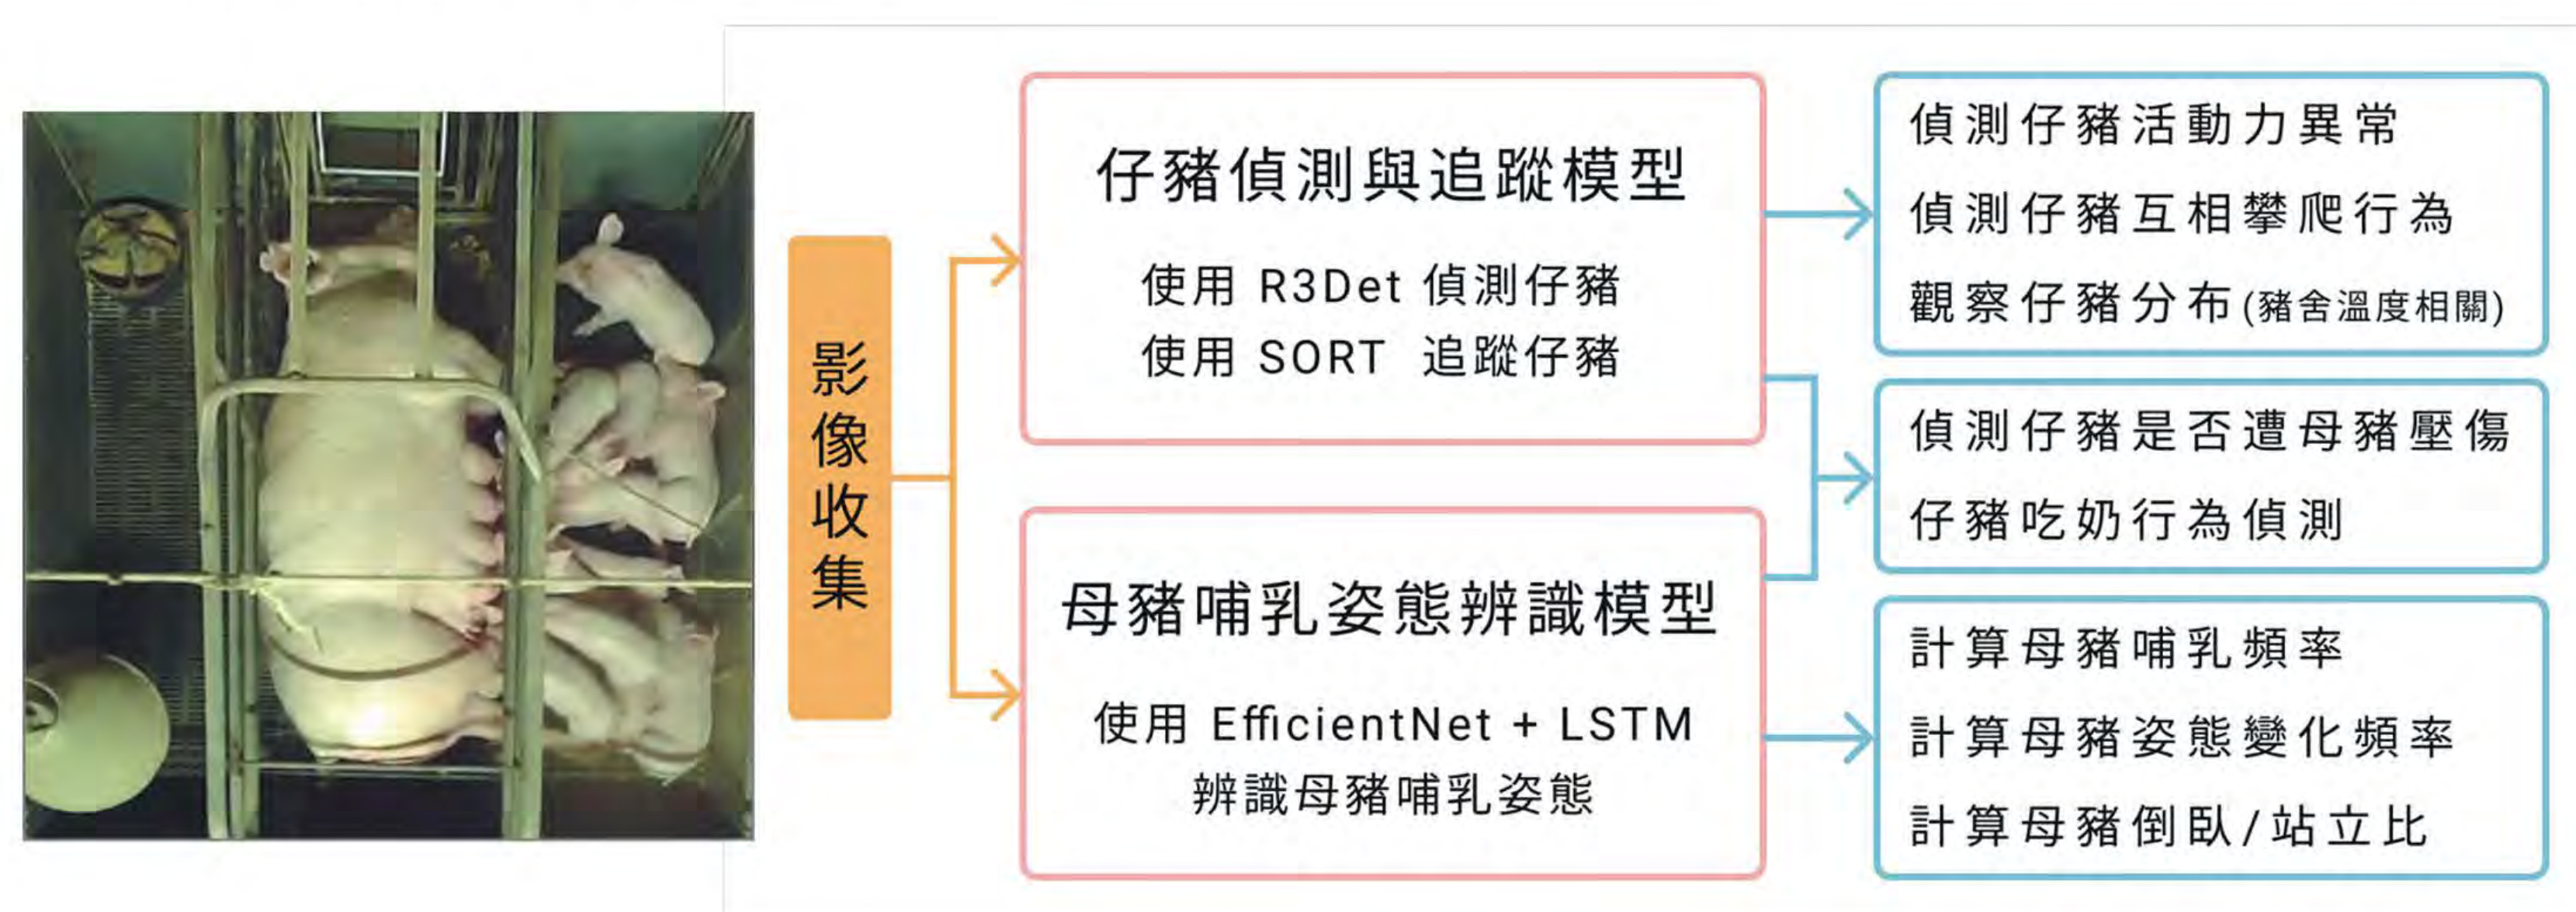 影像收集
仔豬偵測與追蹤模型
使用 R3Det 偵測仔豬
使用 SORT 追蹤仔豬
母豬哺乳姿態辨識模型
使用 EfficientNet + LSTM
辨識母豬哺乳姿態
偵測仔豬活動力異常
偵測仔豬互相攀爬行為
觀察仔豬分布(豬舍溫度相關)
偵測仔豬是否遭母豬壓傷
仔豬吃奶行為偵測
計算母豬哺乳頻率
計算母豬姿態變化頻率
計算母豬倒臥/站立比